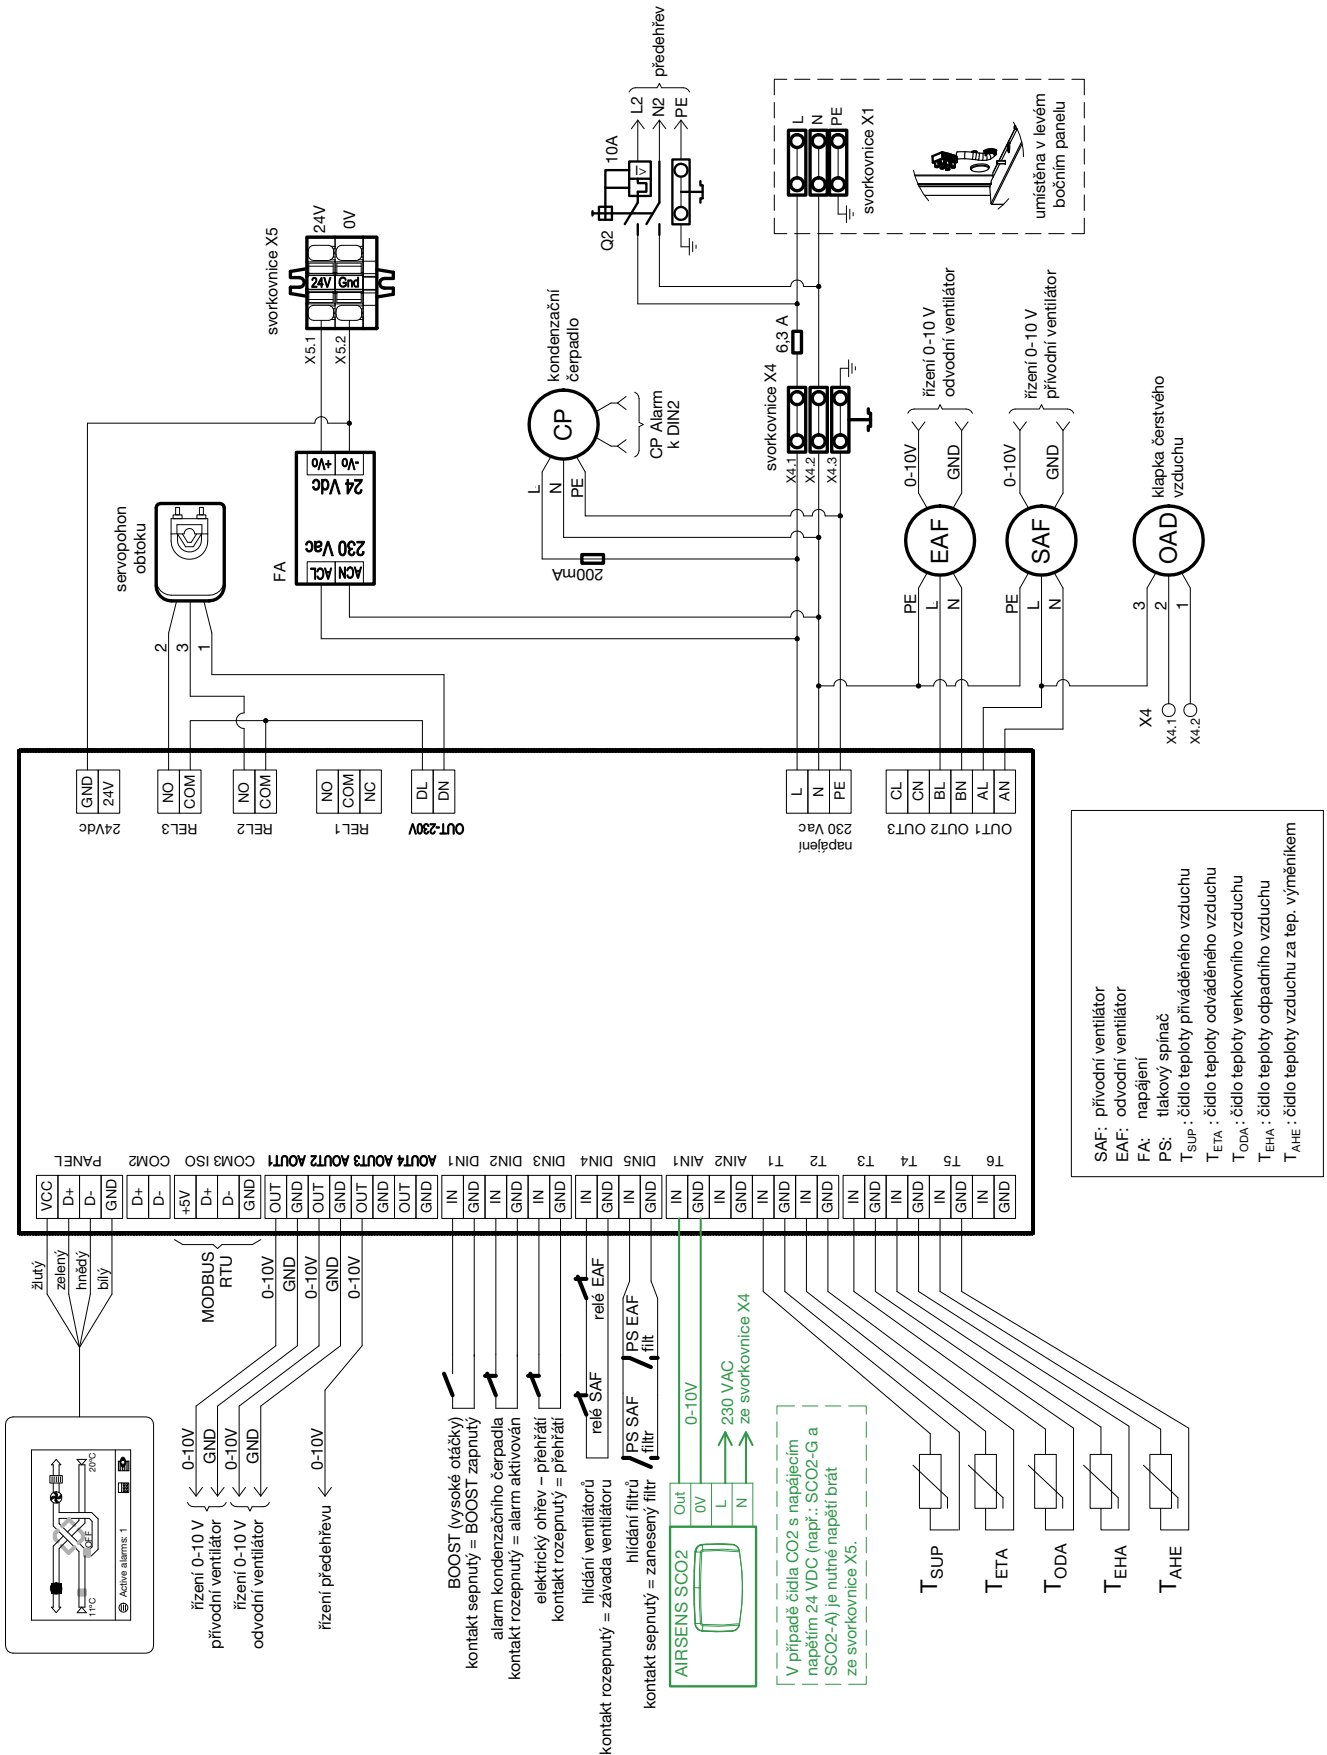 11°C
20°C
OFF
Active alarms: 1
žlutý
zelený
hnědý
bílý
VCC
D+
D-
GND
PANEL
D+
D-
COM2
+5V
D+
D-
GND
COM3 ISO
MODBUS
RTU
OUT
GND
OUT
GND
OUT
GND
OUT
GND
AOUT1
AOUT2
AOUT3
AOUT4
0-10V
GND
0-10V
GND
0-10V
0-10V
GND
0-10V
GND
0-10V
řízení 0-10 V
přívodní ventilátor
řízení 0-10 V
odvodní ventilátor
řízení předehřevu
IN
GND
DIN1
IN
GND
DIN2
IN
GND
DIN3
IN
GND
DIN4
IN
GND
DIN5
BOOST (vysoké otáčky)
kontakt sepnutý = BOOST zapnutý
alarm kondenzačního čerpadla
kontakt rozepnutý = alarm aktivován
elektrický ohřev – přehřátí
kontakt rozepnutý = přehřátí
hlídání ventilátorů
kontakt rozepnutý = závada ventilátoru
relé SAF
relé EAF
hlídání filtrů
kontakt sepnutý = zanesený filtr
PS SAF
filtr
PS EAF
filt
IN
GND
AIN1
IN
GND
AIN2
0-10V
AIRSENS SCO2
Out
0V
L
N
230 VAC
ze svorkovnice X4
V případě čidla CO2 s napájecím
napětím 24 VDC (např.: SCO2-G a
SCO2-A) je nutné napětí brát
ze svorkovnice X5.
IN
GND
T1
IN
GND
T2
IN
GND
T3
IN
GND
T4
IN
GND
T5
IN
GND
T6
TSUP
TETA
TODA
TEHA
TAHE
GND
24V
24Vdc
NO
COM
REL3
NO
COM
REL2
NO
COM
NC
REL1
DL
DN
OUT-230V
L
N
PE
napájení
230 Vac
CL
CN
BL
BN
AL
AN
OUT3
OUT2
OUT1
servopohon
obtoku
2
3
1
FA
ACL
ACN
230 Vac
24 Vdc
+Vo
-Vo
svorkovnice X5
X5.1
X5.2
24V
Gnd
24V
0V
kondenzační
čerpadlo
CP
L
N
PE
200mA
CP Alarm
k DIN2
svorkovnice X4
X4.1
X4.2
X4.3
6,3 A
Q2
10A
I>
L2
N2
PE
předehřev
svorkovnice X1
L
N
PE
umístěna v levém
bočním panelu
řízení 0-10 V
odvodní ventilátor
0-10V
GND
EAF
PE
L
N
řízení 0-10 V
přívodní ventilátor
0-10V
GND
SAF
PE
L
N
klapka čerstvého
vzduchu
OAD
3
2
1
X4
X4.1
X4.2
SAF: přívodní ventilátor
EAF: odvodní ventilátor
FA: napájení
PS: tlakový spínač
TSUP : čidlo teploty přiváděného vzduchu
TETA : čidlo teploty odváděného vzduchu
TODA : čidlo teploty venkovního vzduchu
TEHA : čidlo teploty odpadního vzduchu
TAHE : čidlo teploty vzduchu za tep. výměníkem